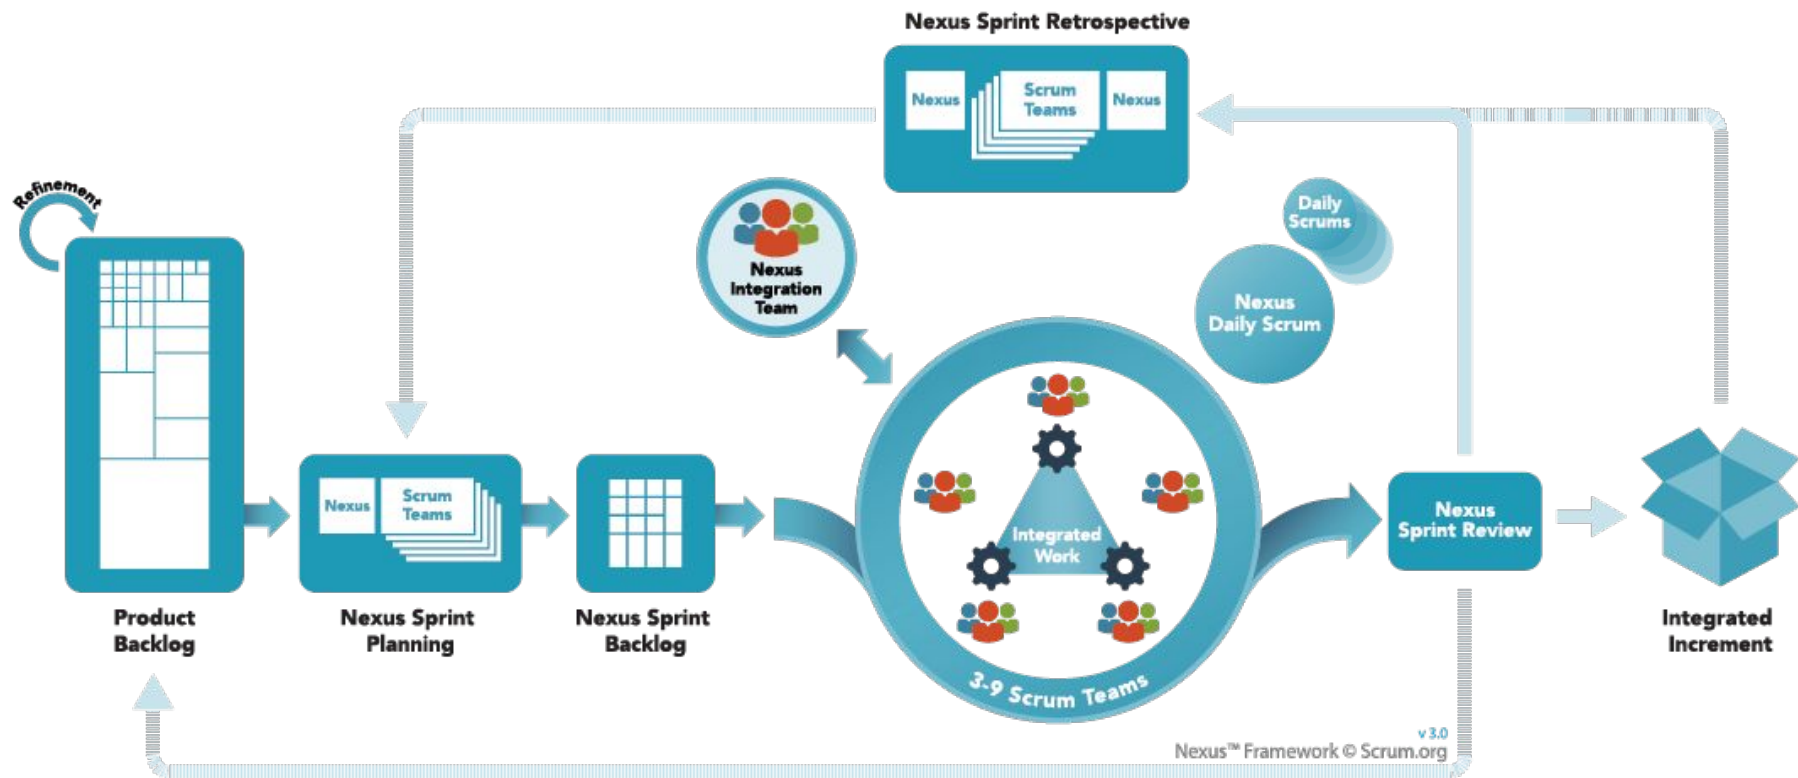 Nexus Sprint Retrospective
Nexus
Scrum
Teams
Nexus
Refinement
Daily
Scrums
Nexus
Integration
Team
Nexus
Daily Scrum
Nexus
Scrum
Teams
Integrated
Work
Nexus
Sprint Review
Product
Backlog
Nexus Sprint
Planning
Nexus Sprint
Backlog
3-9 Scrum Teams
Integrated
Increment
v 3.0
Nexus™ Framework © Scrum.org